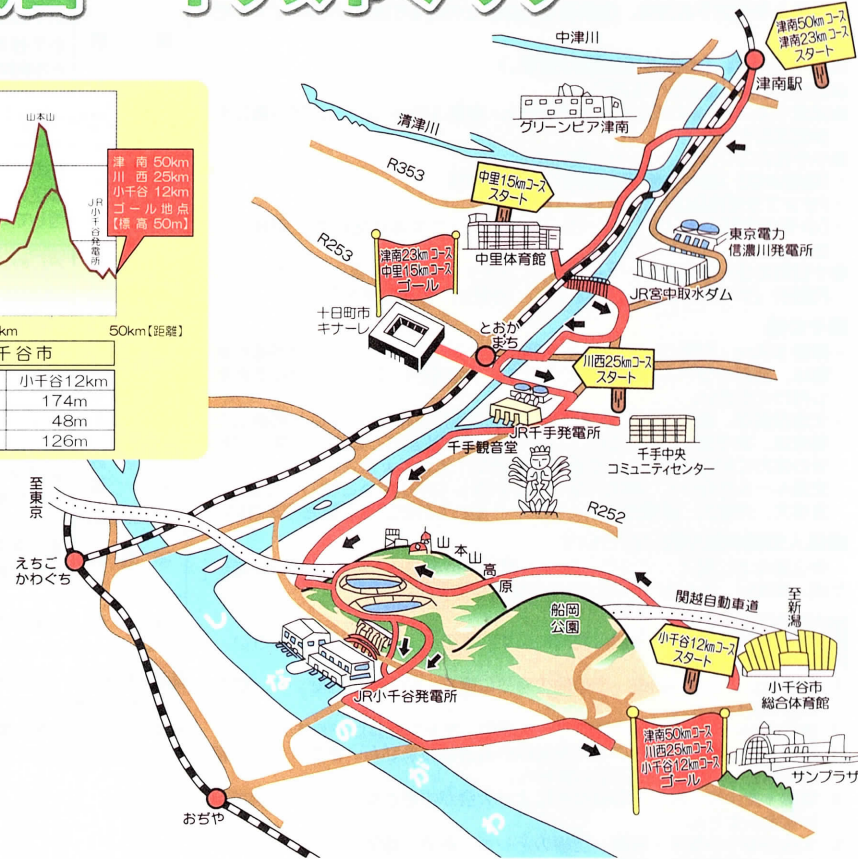 イラストマップ
中津川
津南50kmコース
津南23kmコース
スタート
津南駅
グリーンピア津南
清津川
R353
山本山
津南 50km
川西 25km
小千谷 12km
ゴール地点
【標高 50m】
JR小千谷発電所
中里15kmコース
スタート
中里体育館
東京電力
信濃川発電所
JR宮中取水ダム
R253
津南23kmコース
中里15kmコース
ゴール
十日町市
キナーレ
とおか
まち
km
50km【距離】
千谷市
小千谷12km
174m
48m
126m
川西25kmコース
スタート
JR千手発電所
千手観音堂
千手中央
コミュニティセンター
R252
至東京
えちご
かわぐち
山本山高原
船岡
公園
関越自動車道
至新潟
小千谷12kmコース
スタート
小千谷市
総合体育館
しなのがわ
JR小千谷発電所
津南50kmコース
川西25kmコース
小千谷12kmコース
ゴール
サンプラザ
おぢや